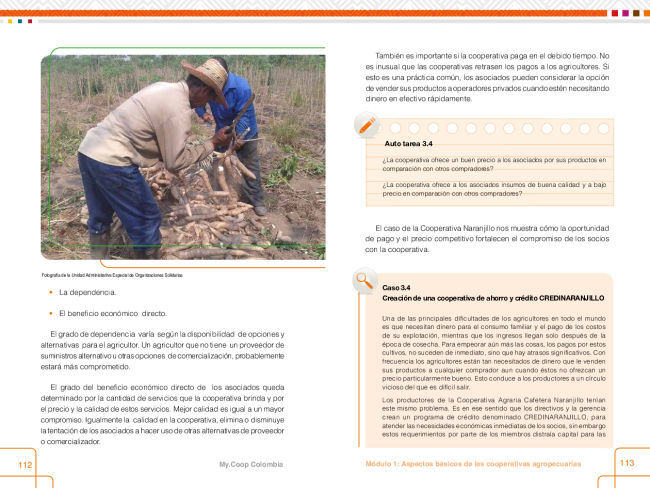 Fotografía de la Unidad Administrativa Especial de Organizaciones Solidarias
• La dependencia.
• El beneficio económico directo.
El grado de dependencia varía según la disponibilidad de opciones y
alternativas para el agricultor. Un agricultor que no tiene un proveedor de
suministros alternativo u otras opciones de comercialización, probablemente
estará más comprometido.
El grado del beneficio económico directo de los asociados queda
determinado por la cantidad de servicios que la cooperativa brinda y por
el precio y la calidad de estos servicios. Mejor calidad es igual a un mayor
compromiso. Igualmente la calidad en la cooperativa, elimina o disminuye
la tentación de los asociados a hacer uso de otras alternativas de proveedor
o comercializador.
112
My.Coop Colombia
También es importante si la cooperativa paga en el debido tiempo. No
es inusual que las cooperativas retrasen los pagos a los agricultores. Si
esto es una práctica común, los asociados pueden considerar la opción
de vender sus productos a operadores privados cuando estén necesitando
dinero en efectivo rápidamente.
Auto tarea 3.4
¿La cooperativa ofrece un buen precio a los asociados por sus productos en
comparación con otros compradores?
¿La cooperativa ofrece a los asociados insumos de buena calidad y a bajo
precio en comparación con otros compradores?
El caso de la Cooperativa Naranjillo nos muestra cómo la oportunidad
de pago y el precio competitivo fortalecen el compromiso de los socios
con la cooperativa.
Caso 3.4
Creación de una cooperativa de ahorro y crédito CREDINARANJILLO
Una de las principales dificultades de los agricultores en todo el mundo
es que necesitan dinero para el consumo familiar y el pago de los costos
de su explotación, mientras que los ingresos llegan solo después de la
época de cosecha. Para empeorar aún más las cosas, los pagos por estos
cultivos, no suceden de inmediato, sino que hay atrasos significativos. Con
frecuencia los agricultores están tan necesitados de dinero que le venden
sus productos a cualquier comprador aun cuando éstos no ofrezcan un
precio particularmente bueno. Esto conduce a los productores a un círculo
vicioso del que es difícil salir.
Los productores de la Cooperativa Agraria Cafetera Naranjillo tenían
este mismo problema. Es en ese sentido que los directivos y la gerencia
crean un programa de crédito denominado CREDINARANJILLO, para
atender las necesidades económicas inmediatas de los socios, sin embargo
estos requerimientos por parte de los miembros distraía capital para las
Módulo 1: Aspectos básicos de las cooperativas agropecuarias
113